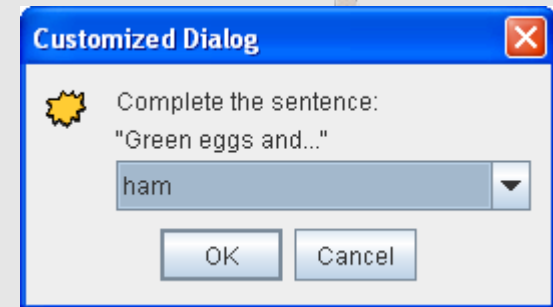 Customized Dialog
Complete the sentence:
"Green eggs and..."
ham
OK Cancel